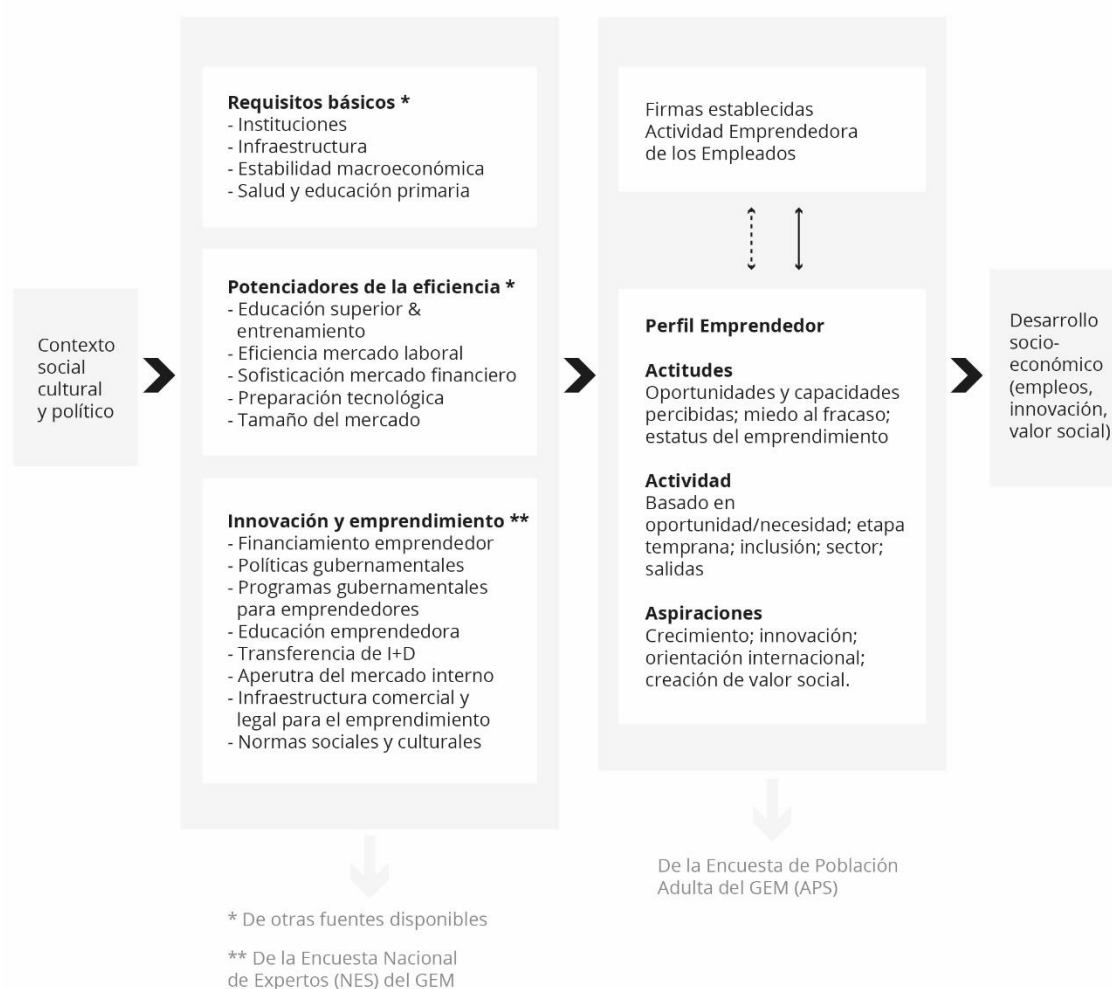 Contexto
social
cultural
y político
Requisitos básicos *
- Instituciones
- Infraestructura
- Estabilidad macroeconómica
- Salud y educación primaria
Potenciadores de la eficiencia *
- Educación superior &
entrenamiento
- Eficiencia mercado laboral
- Sofisticación mercado financiero
- Preparación tecnológica
- Tamaño del mercado
Innovación y emprendimiento **
- Financiamiento emprendedor
- Políticas gubernamentales
- Programas gubernamentales
para emprendedores
- Educación emprendedora
- Transferencia de I+D
- Aperutra del mercado interno
- Infraestructura comercial y
legal para el emprendimiento
- Normas sociales y culturales
* De otras fuentes disponibles
** De la Encuesta Nacional
de Expertos (NES) del GEM
Firmas establecidas
Actividad Emprendedora
de los Empleados
Perfil Emprendedor
Actitudes
Oportunidades y capacidades
percibidas; miedo al fracaso;
estatus del emprendimiento
Actividad
Basado en
oportunidad/necesidad; etapa
temprana; inclusión; sector;
salidas
Aspiraciones
Crecimiento; innovación;
orientación internacional;
creación de valor social.
De la Encuesta de Población
Adulta del GEM (APS)
Desarrollo
socio-
económico
(empleos,
innovación,
valor social)